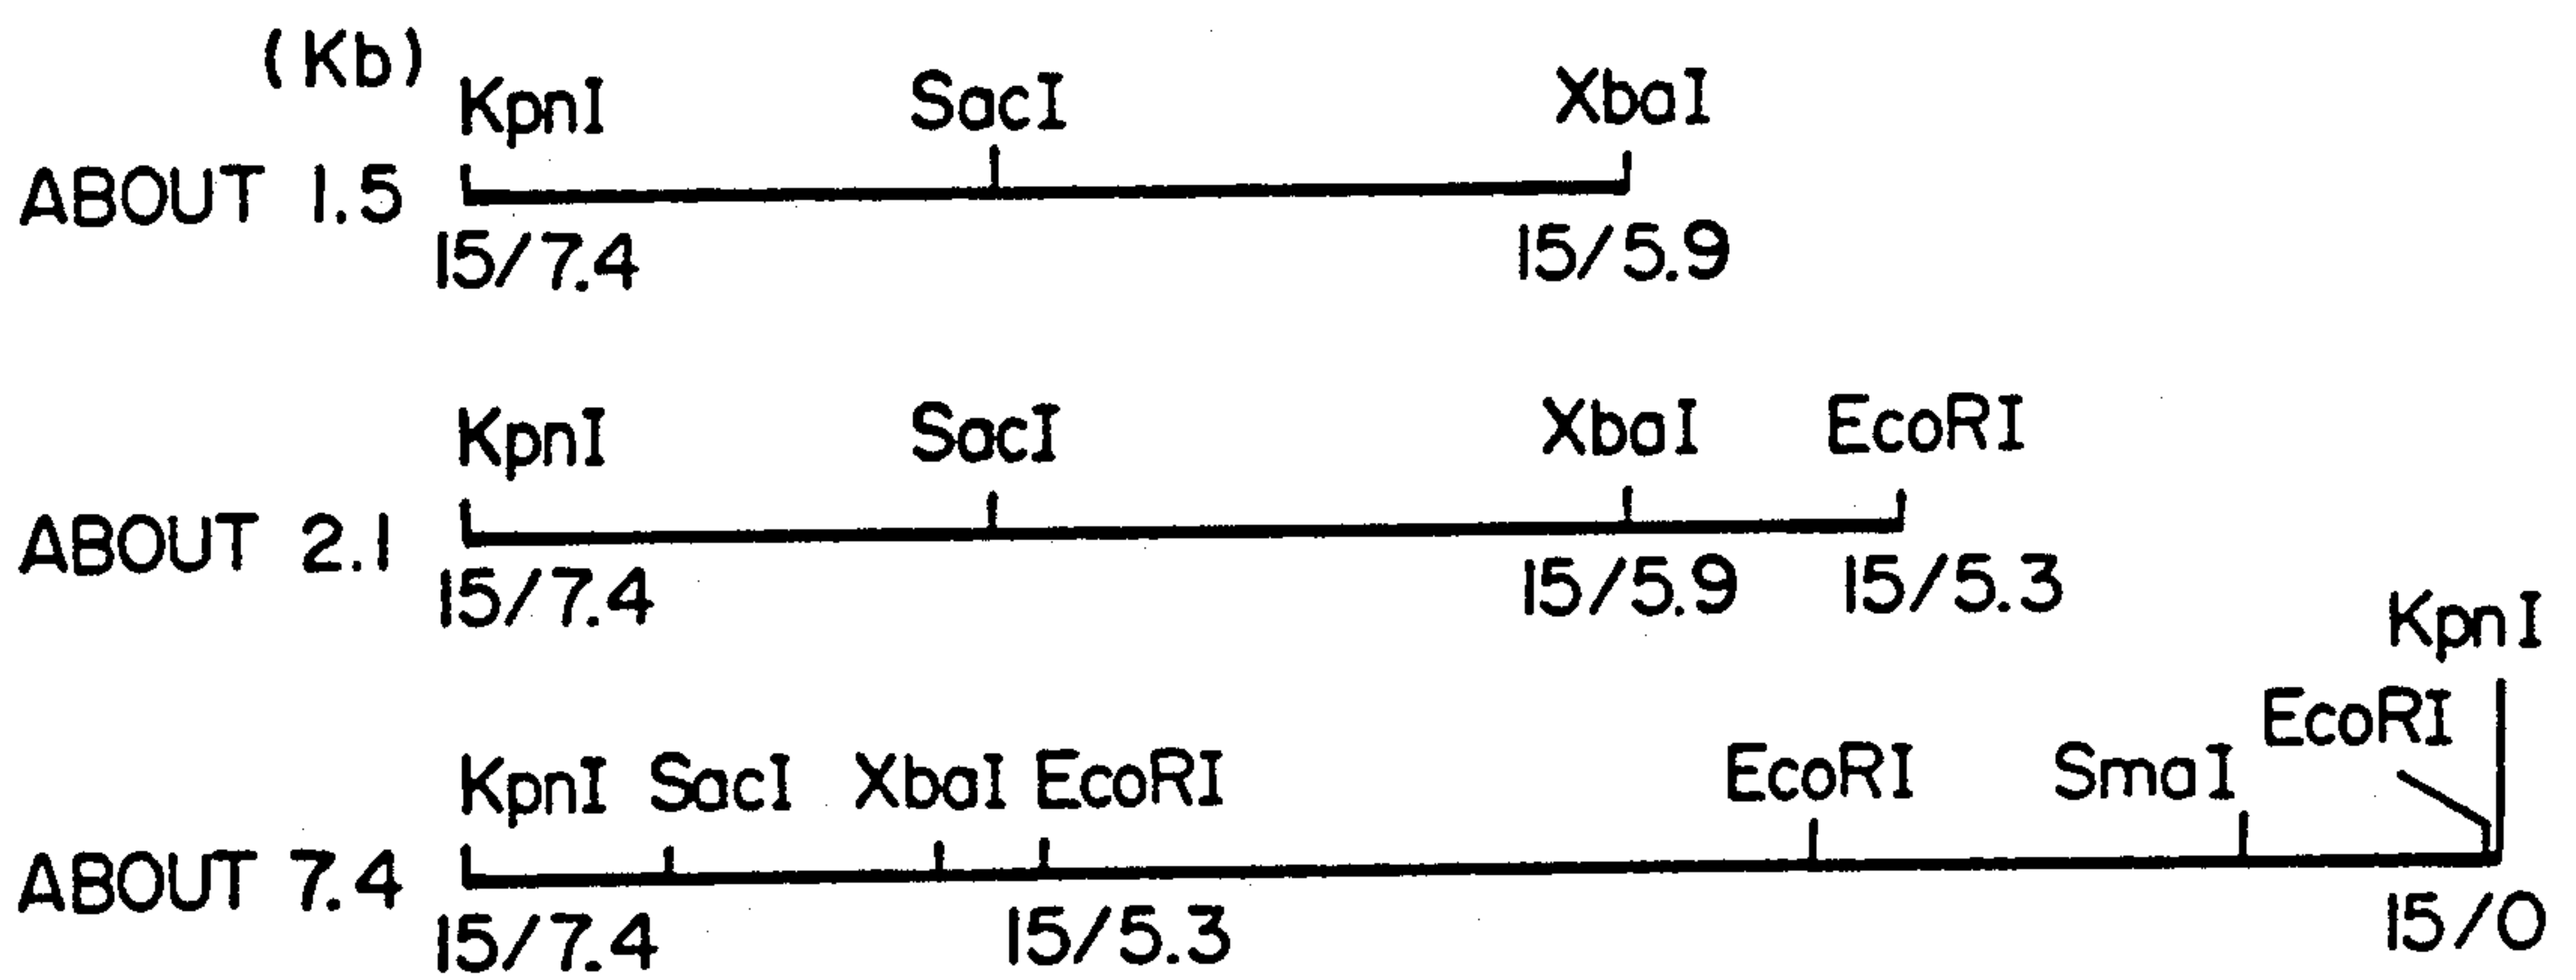 (Kb)
KpnI SacI XbaI
ABOUT 1.5
15/7.4 15/5.9
KpnI SacI XbaI EcoRI
ABOUT 2.1
15/7.4 15/5.9 15/5.3
KpnI
EcoRI
KpnI SacI XbaI EcoRI EcoRI SmaI
ABOUT 7.4
15/7.4 15/5.3 15/0